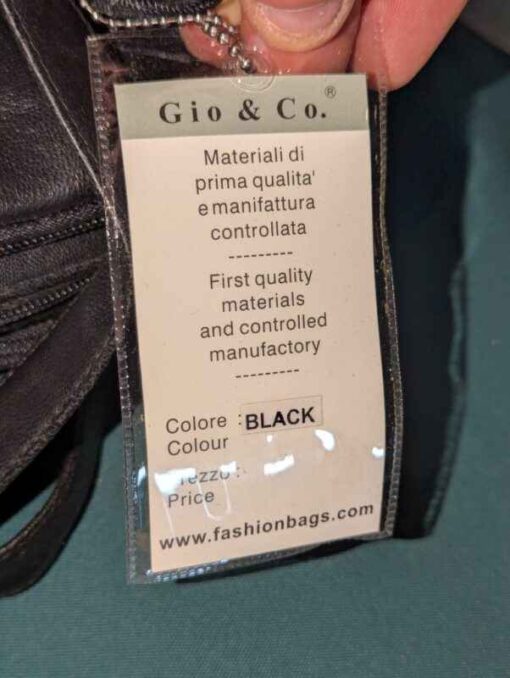 Gio & Co.®
Materiali di
prima qualita'
e manifattura
controllata
---------
First quality
materials
and controlled
manufactory
---------
Colore : BLACK
Colour
Prezzo :
Price
www.fashionbags.com